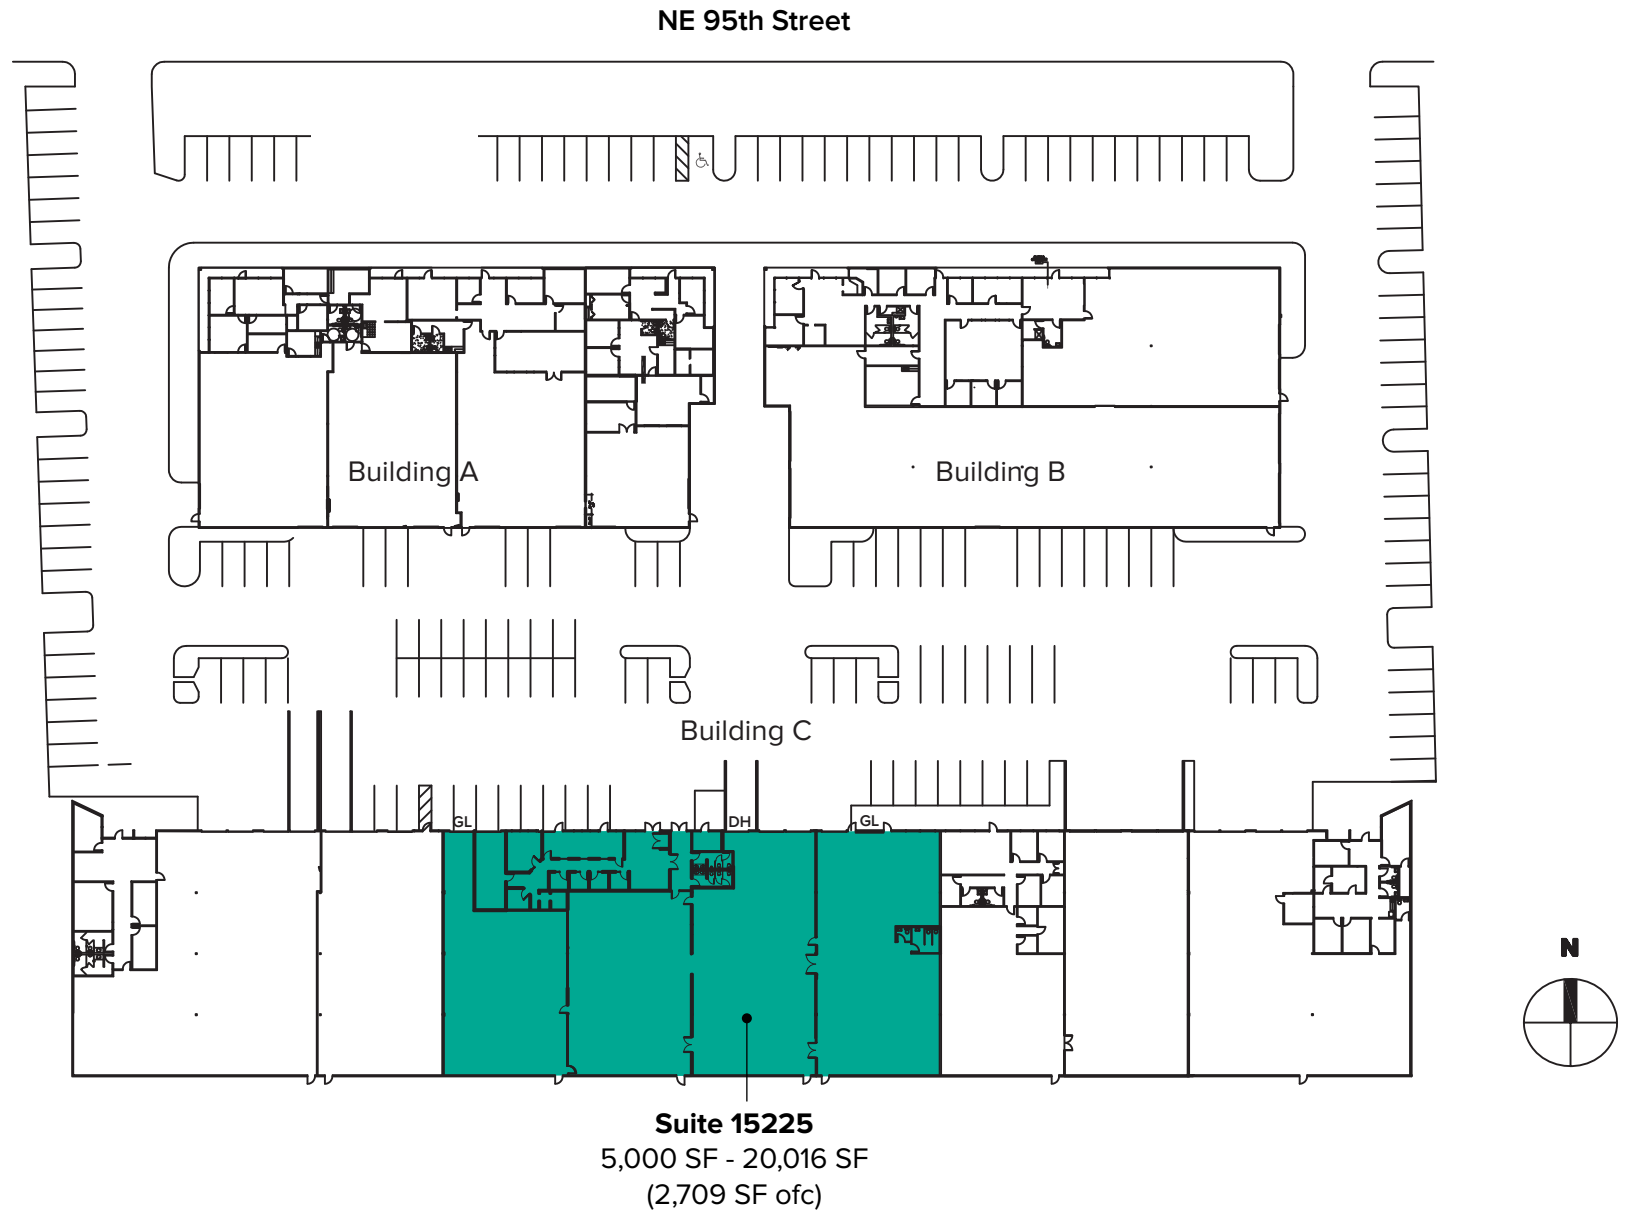 NE 95th Street
Building A
Building B
Building C
GL
DH
GL
N
Suite 15225
5,000 SF - 20,016 SF
(2,709 SF ofc)